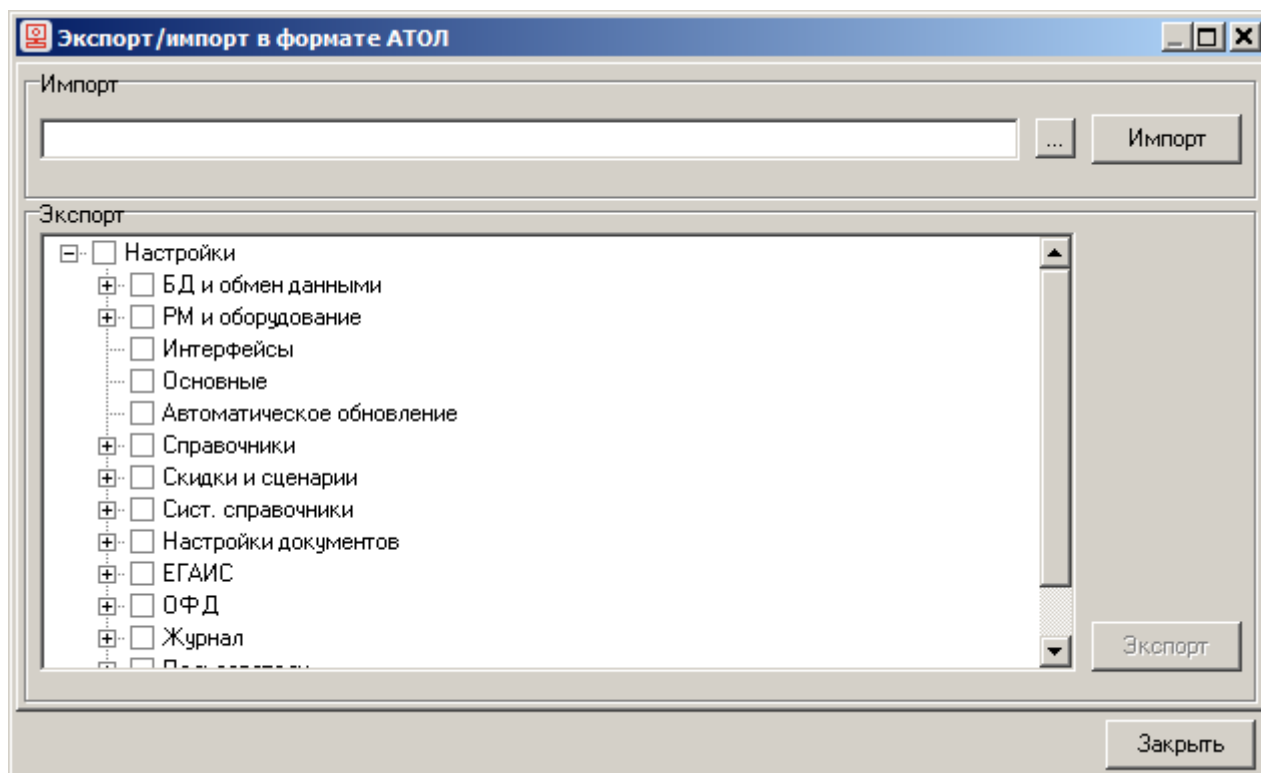 Экспорт/импорт в формате АТОЛ
Импорт
... Импорт
Экспорт
Настройки
БД и обмен данными
РМ и оборудование
Интерфейсы
Основные
Автоматическое обновление
Справочники
Скидки и сценарии
Сист. справочники
Настройки документов
ЕГАИС
ОФД
Журнал
Экспорт
Закрыть